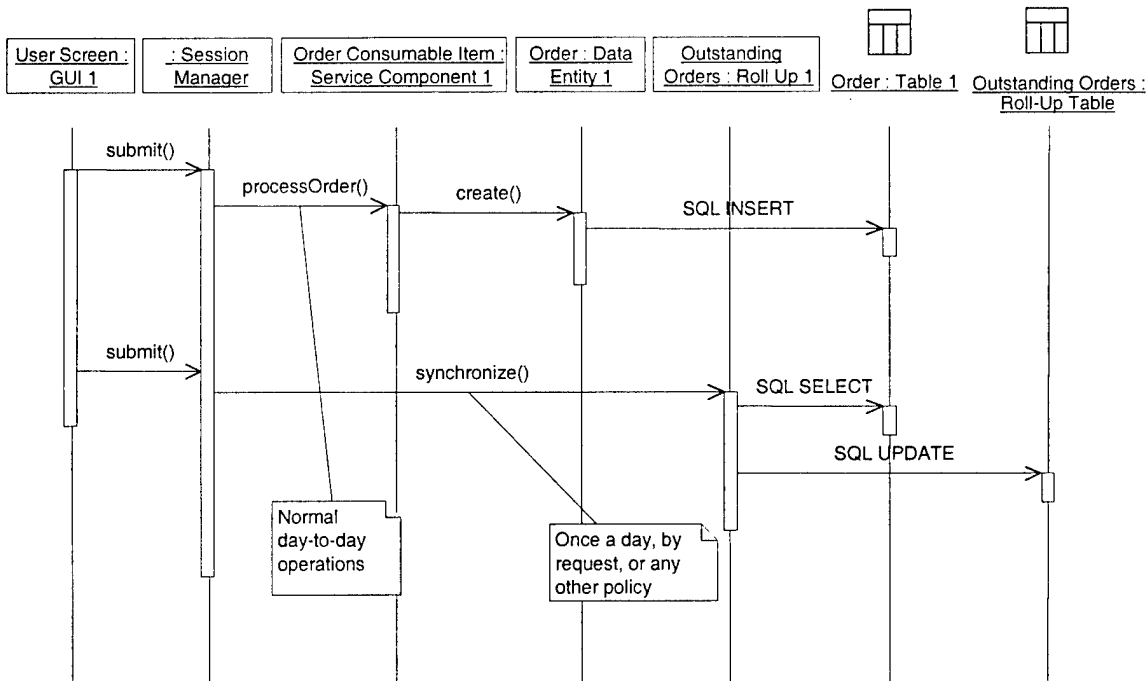 User Screen :
GUI 1
: Session
Manager
Order Consumable Item :
Service Component 1
Order : Data
Entity 1
Outstanding
Orders : Roll Up 1
Order : Table 1
Outstanding Orders :
Roll-Up Table
submit()
processOrder()
create()
SQL INSERT
submit()
synchronize()
SQL SELECT
SQL UPDATE
Normal
day-to-day
operations
Once a day, by
request, or any
other policy